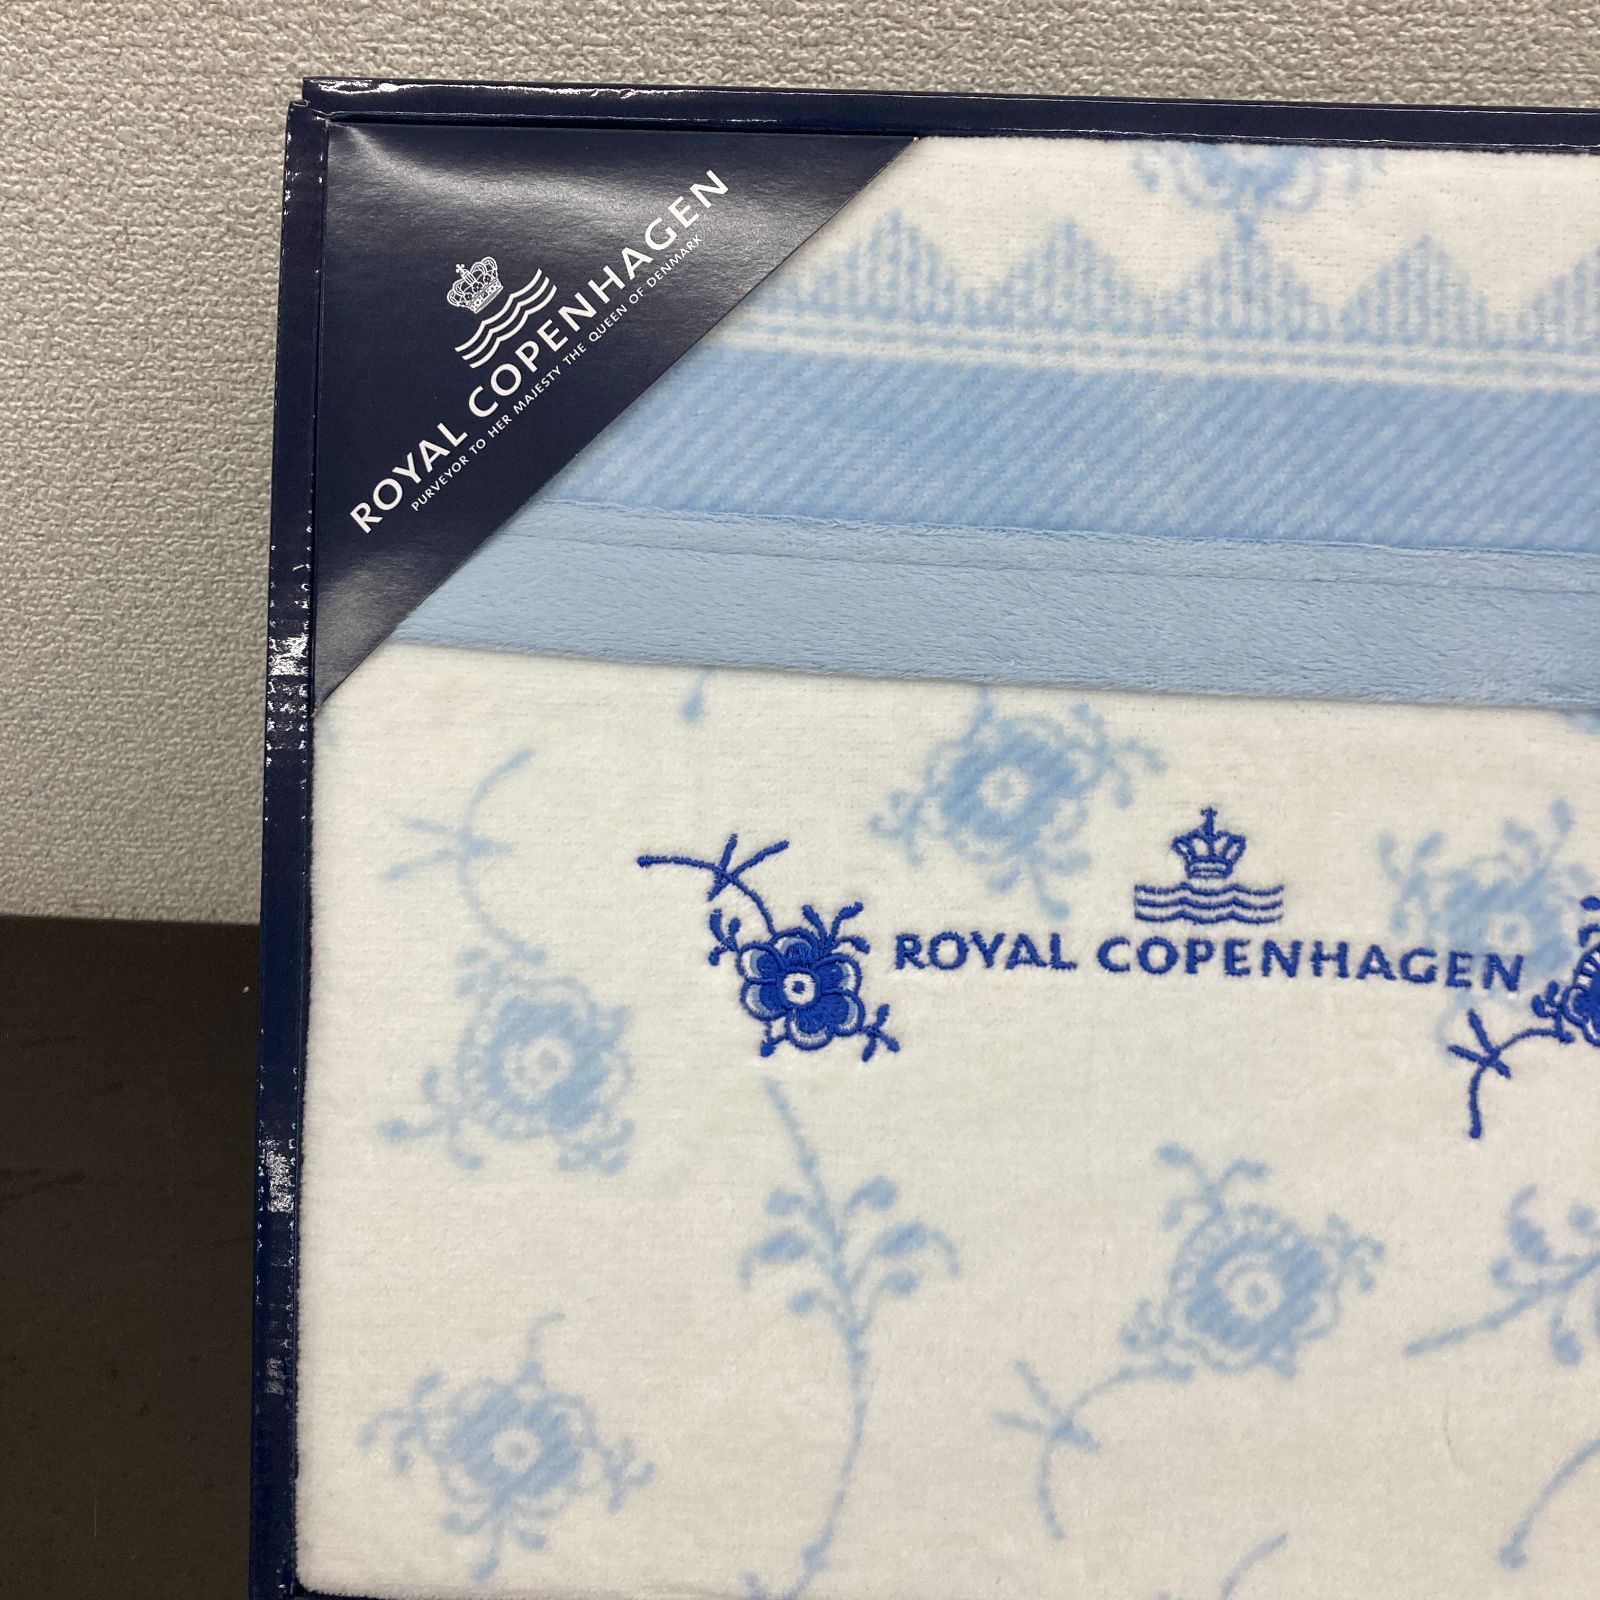 ROYAL COPENHAGEN
PURVEYOR TO HER MAJESTY THE QUEEN OF DENMARK
ROYAL COPENHAGEN